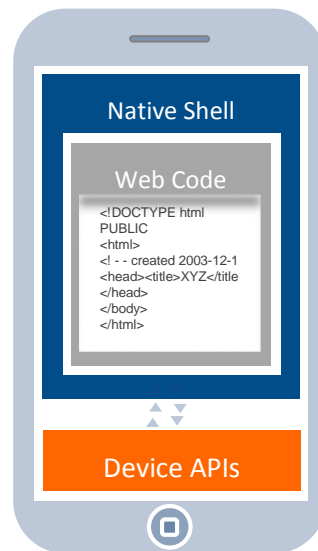 Native Shell
Web Code
<!DOCTYPE html
PUBLIC
<html>
<! - - created 2003-12-1
<head><title>XYZ</title
</head>
</body>
</html>
Device APIs